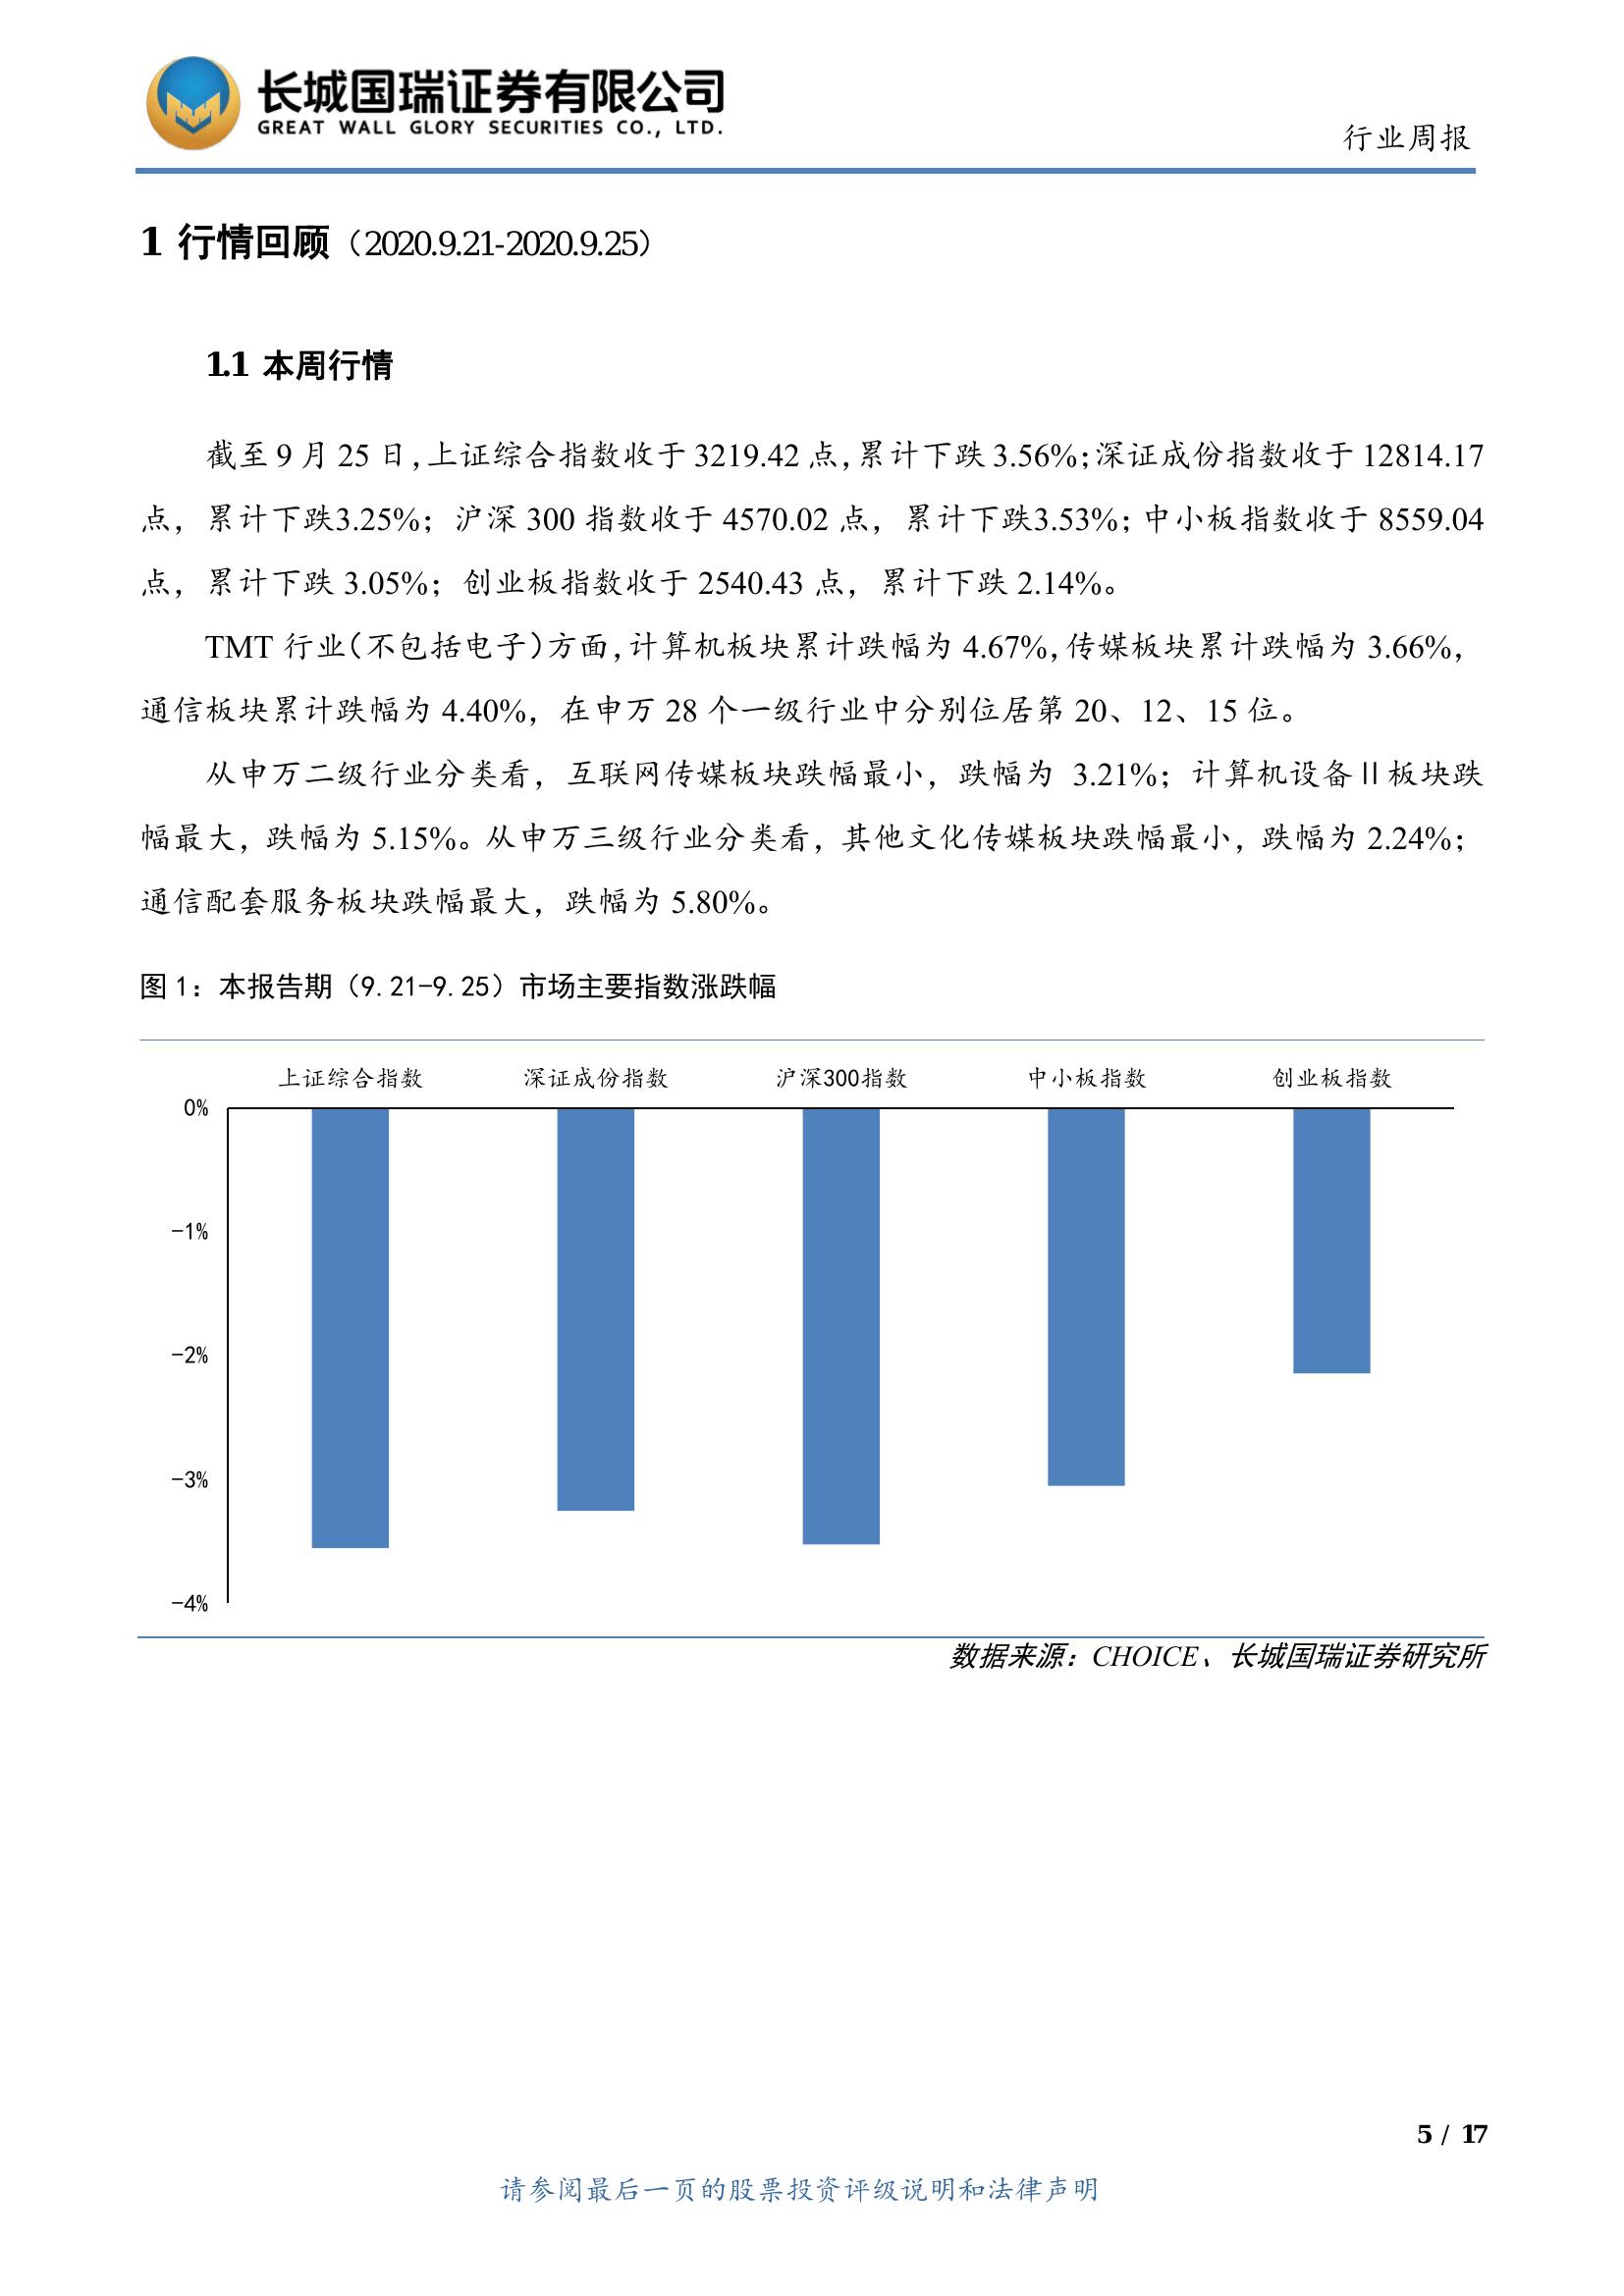 长城国瑞证券有限公司
GREAT WALL GLORY SECURITIES CO., LTD.
行业周报
1 行情回顾（2020.9.21-2020.9.25）
1.1 本周行情
截至 9 月 25 日，上证综合指数收于 3219.42 点，累计下跌 3.56%；深证成份指数收于 12814.17
点，累计下跌3.25%；沪深 300 指数收于 4570.02 点，累计下跌3.53%；中小板指数收于 8559.04
点，累计下跌 3.05%；创业板指数收于 2540.43 点，累计下跌 2.14%。
TMT 行业（不包括电子）方面，计算机板块累计跌幅为 4.67%，传媒板块累计跌幅为 3.66%，
通信板块累计跌幅为 4.40%，在申万 28 个一级行业中分别位居第 20、12、15 位。
从申万二级行业分类看，互联网传媒板块跌幅最小，跌幅为 3.21%；计算机设备Ⅱ板块跌
幅最大，跌幅为 5.15%。从申万三级行业分类看，其他文化传媒板块跌幅最小，跌幅为 2.24%；
通信配套服务板块跌幅最大，跌幅为 5.80%。
图 1：本报告期（9.21-9.25）市场主要指数涨跌幅
上证综合指数 深证成份指数 沪深300指数 中小板指数 创业板指数
0%
-1%
-2%
-3%
-4%
数据来源：CHOICE、长城国瑞证券研究所
5 / 17
请参阅最后一页的股票投资评级说明和法律声明